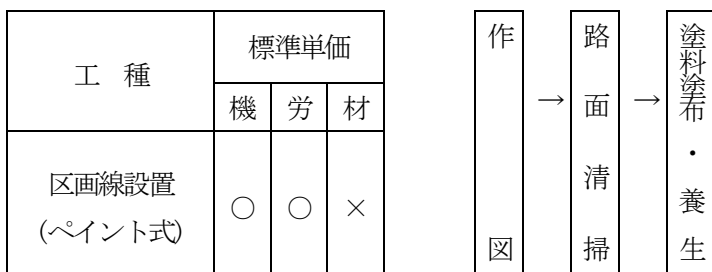 工 種
標準単価
機 労 材
区画線設置
(ペイント式)
○ ○ ×
作図
→
路面清掃
→
塗料塗布・養生